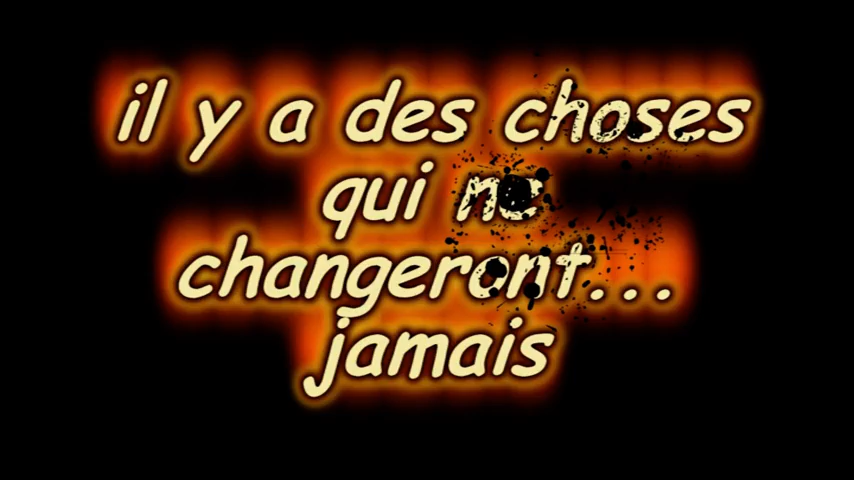 il y a des choses
qui ne
changeront...
jamais